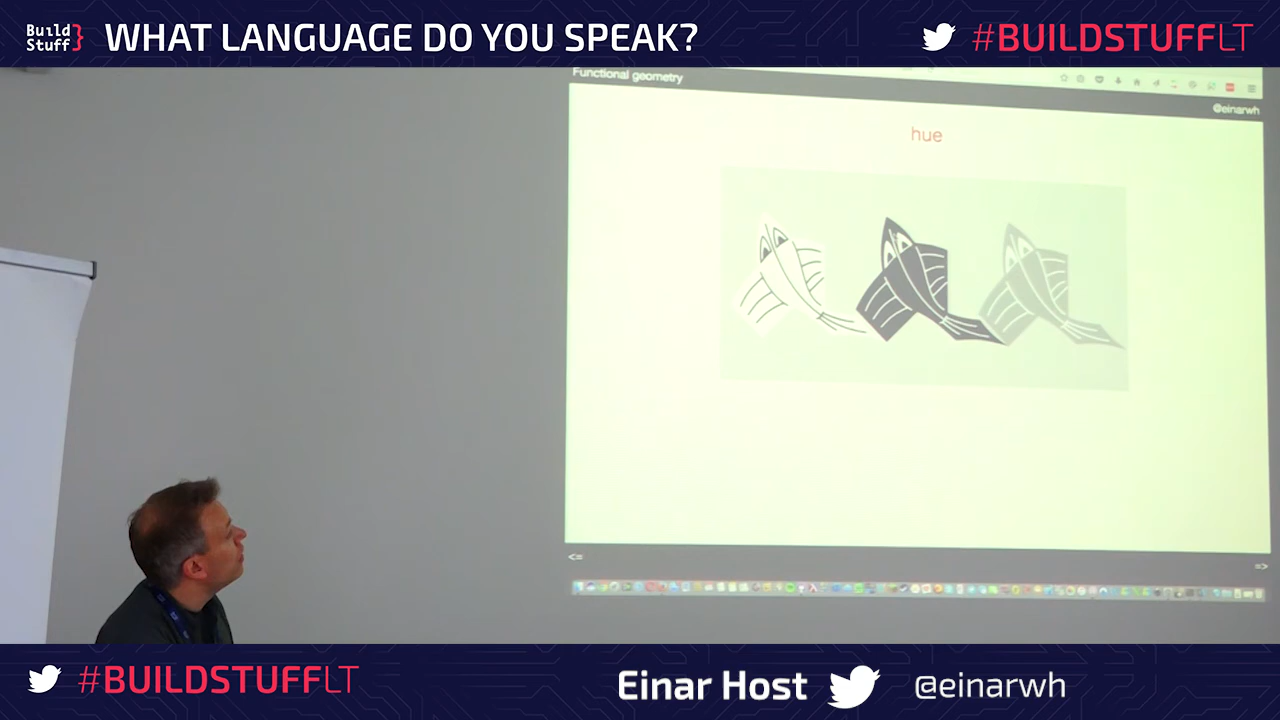 Build
Stuff}
WHAT LANGUAGE DO YOU SPEAK?
#BUILDSTUFFLT
Functional geometry
@einarwh
hue
<=
=>
#BUILDSTUFFLT
Einar Host
@einarwh